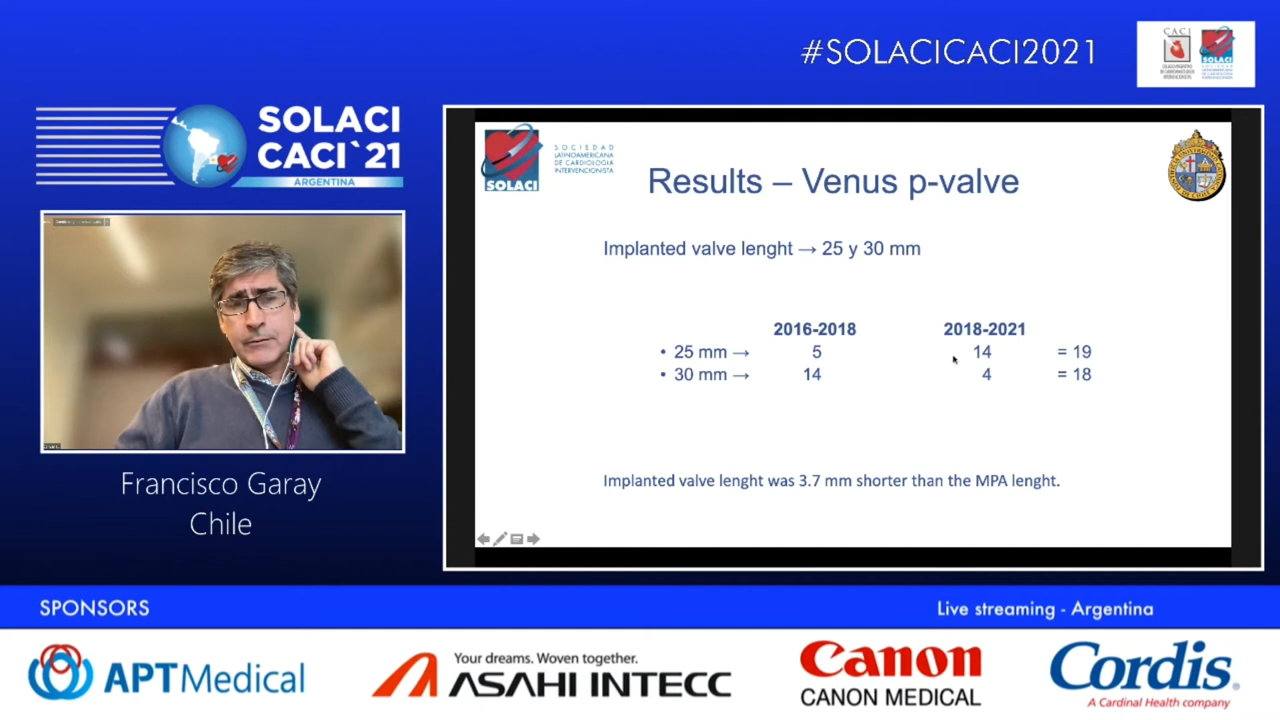 #SOLACICACI2021
CACI
SOLACI
SOLACI
CACI`21
ARGENTINA
SOCIEDAD
LATINOAMERICANA
DE CARDIOLOGIA
INTERVENCIONISTA
SOLACI
Results – Venus p-valve
Implanted valve lenght → 25 y 30 mm
2016-2018 2018-2021
• 25 mm → 5 14 = 19
• 30 mm → 14 4 = 18
Implanted valve lenght was 3.7 mm shorter than the MPA lenght.
Francisco Garay
Chile
SPONSORS
Live streaming - Argentina
APTMedical
Your dreams. Woven together.
ASAHI INTECC
Canon
CANON MEDICAL
Cordis.
A Cardinal Health company